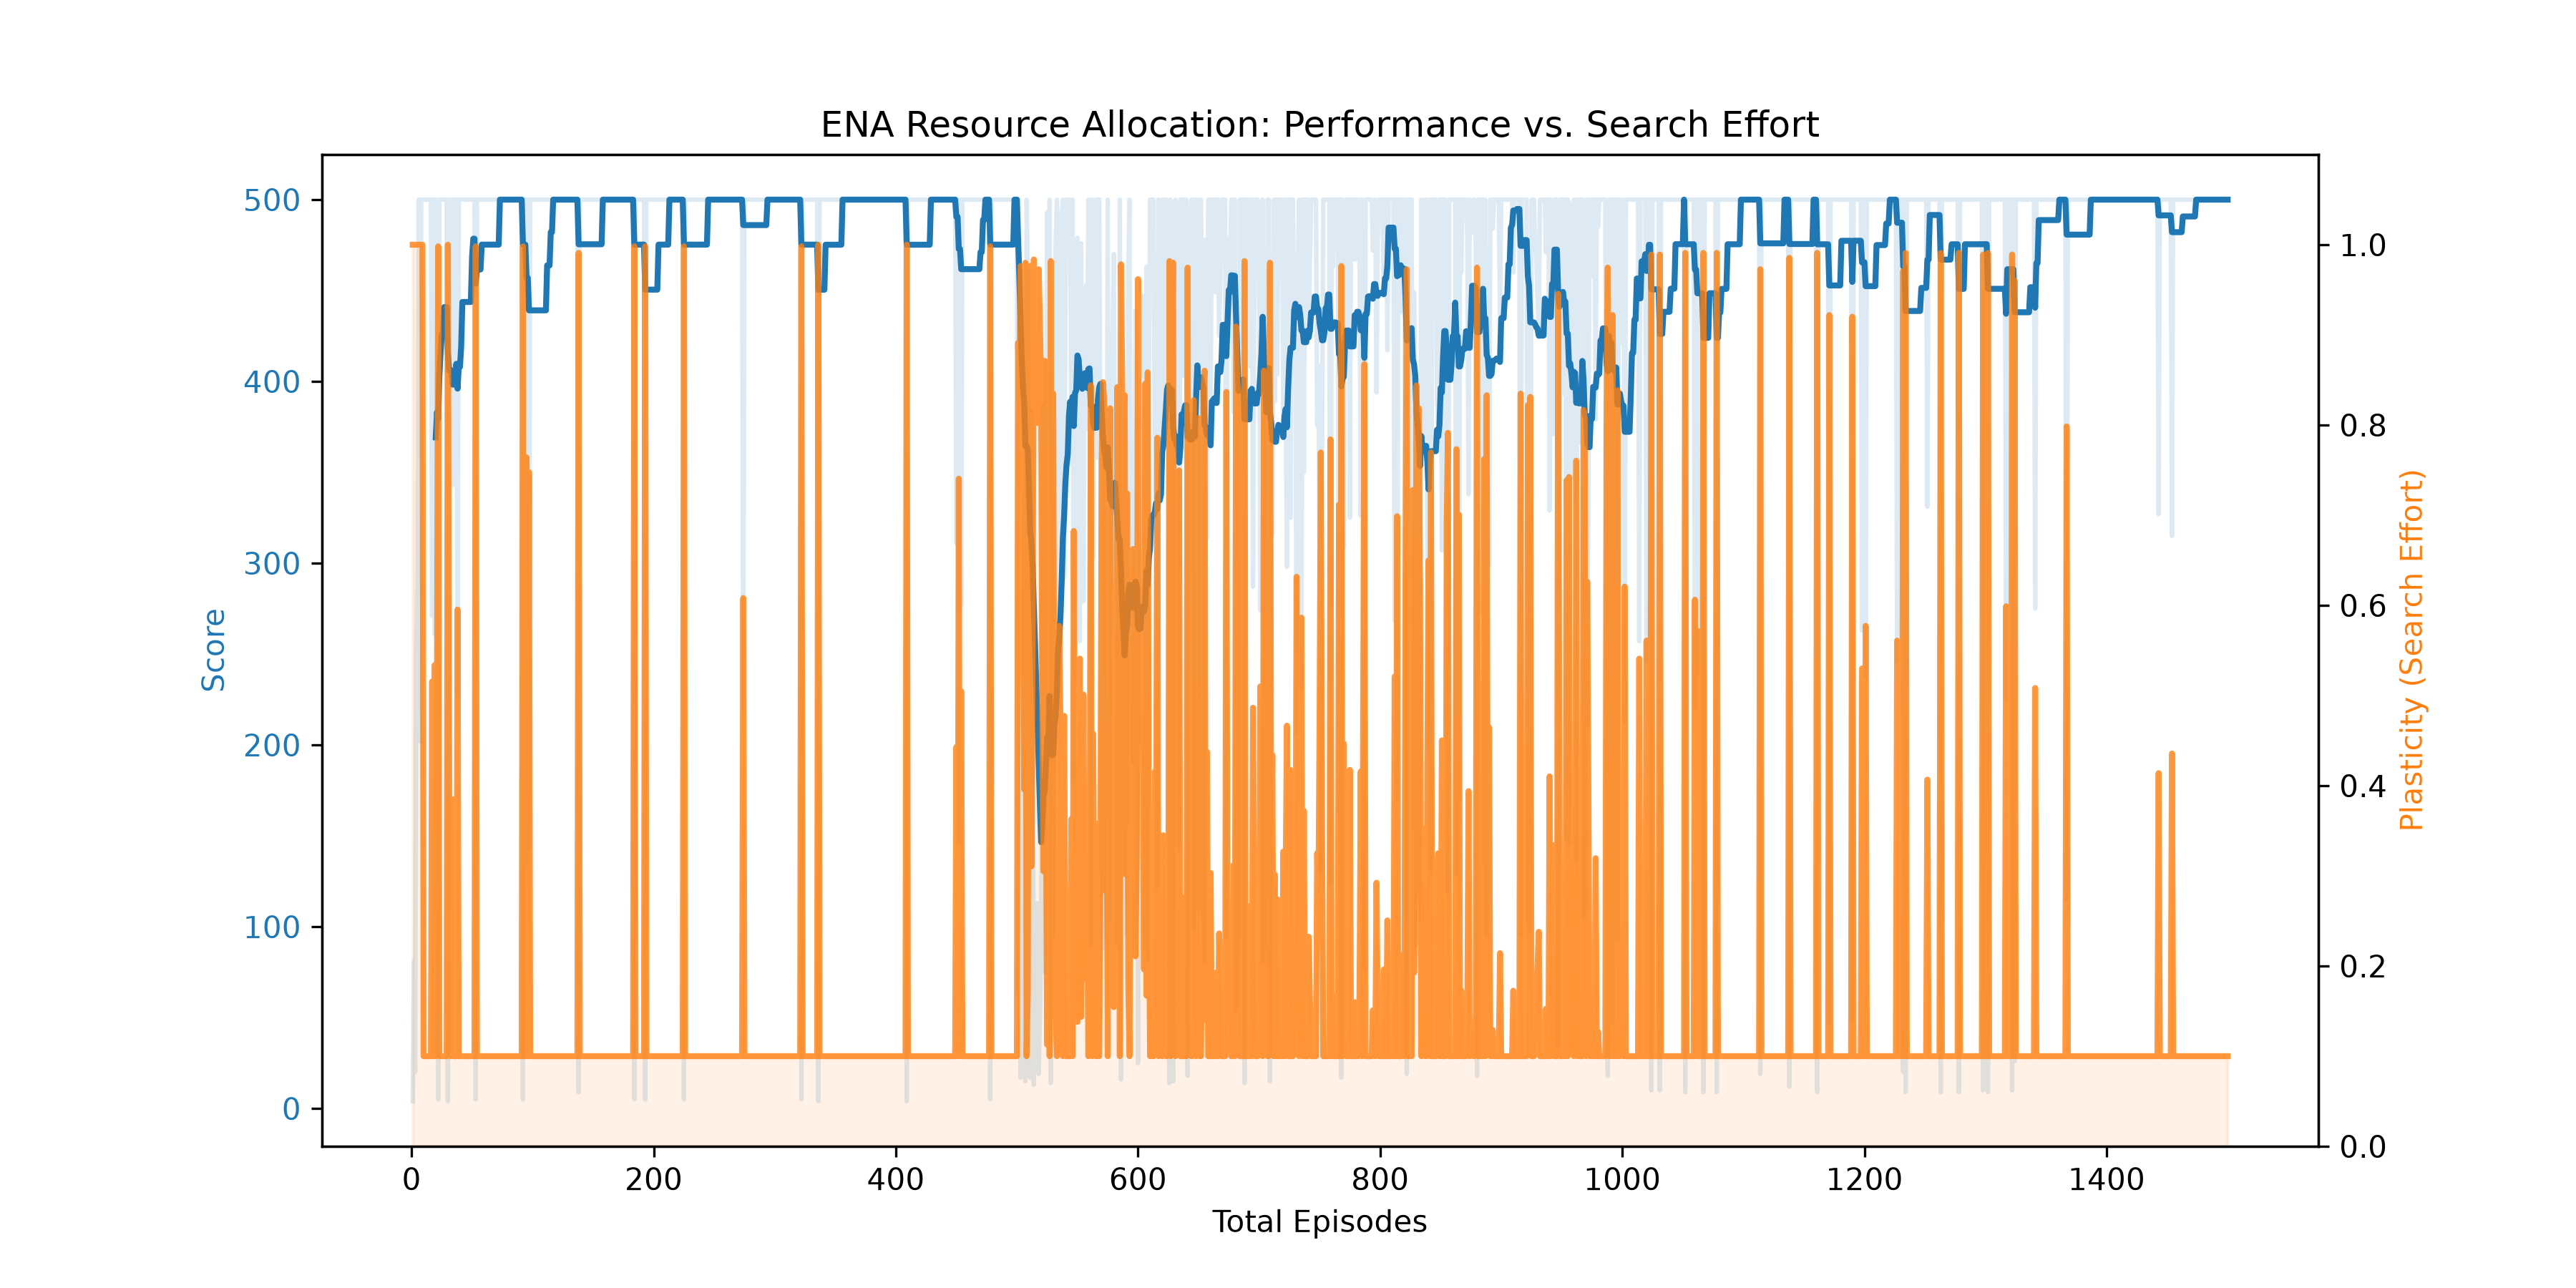 ENA Resource Allocation: Performance vs. Search Effort
500
400
300
200
100
0
Score
1.0
0.8
0.6
0.4
0.2
0.0
Plasticity (Search Effort)
0 200 400 600 800 1000 1200 1400
Total Episodes